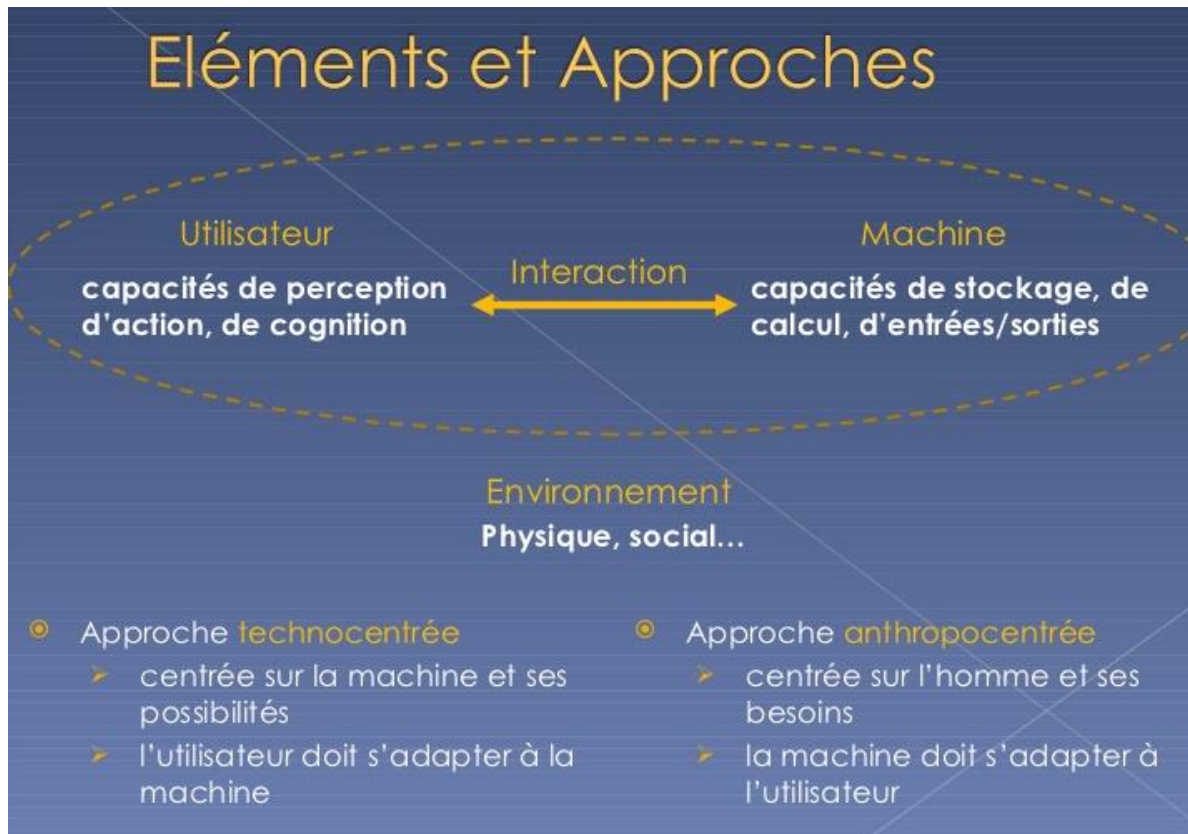 Eléments et Approches
Utilisateur
capacités de perception
d'action, de cognition
Interaction
Machine
capacités de stockage, de
calcul, d'entrées/sorties
Environnement
Physique, social...
Approche technocentrée
centrée sur la machine et ses
possibilités
l'utilisateur doit s'adapter à la
machine
Approche anthropocentrée
centrée sur l'homme et ses
besoins
la machine doit s'adapter à
l'utilisateur